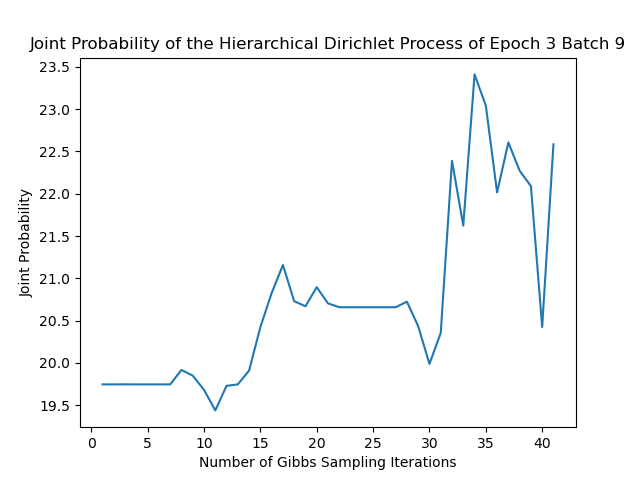 Joint Probability of the Hierarchical Dirichlet Process of Epoch 3 Batch 9
23.5
23.0
22.5
22.0
21.5
21.0
20.5
20.0
19.5
Joint Probability
0 5 10 15 20 25 30 35 40
Number of Gibbs Sampling Iterations